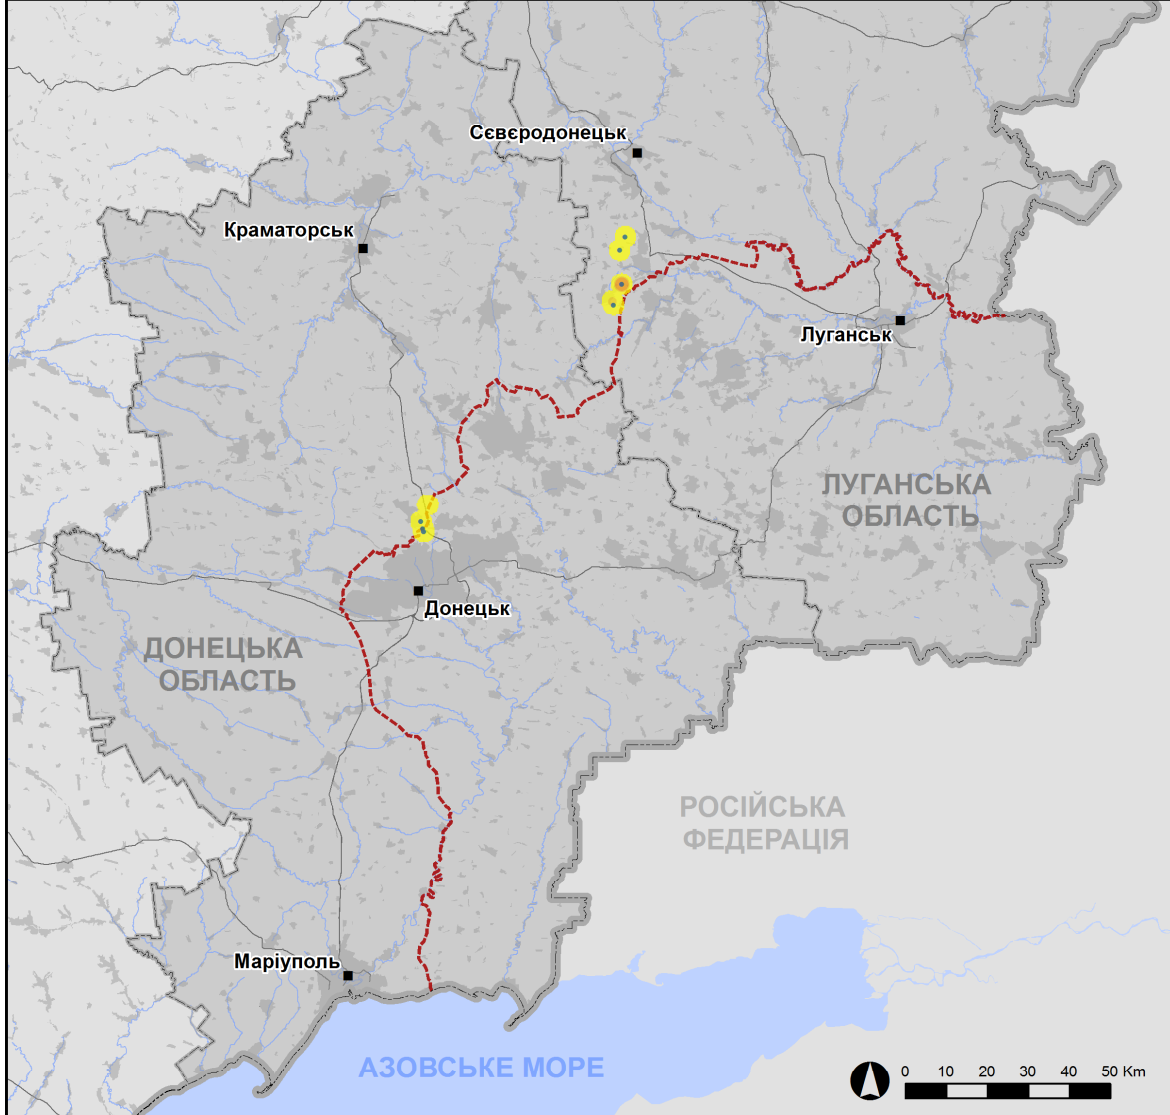 Сєвєродонецьк
Краматорськ
Луганськ
ЛУГАНСЬКА
ОБЛАСТЬ
Донецьк
ДОНЕЦЬКА
ОБЛАСТЬ
РОСІЙСЬКА
ФЕДЕРАЦІЯ
Маріуполь
АЗОВСЬКЕ МОРЕ
0 10 20 30 40 50 Km